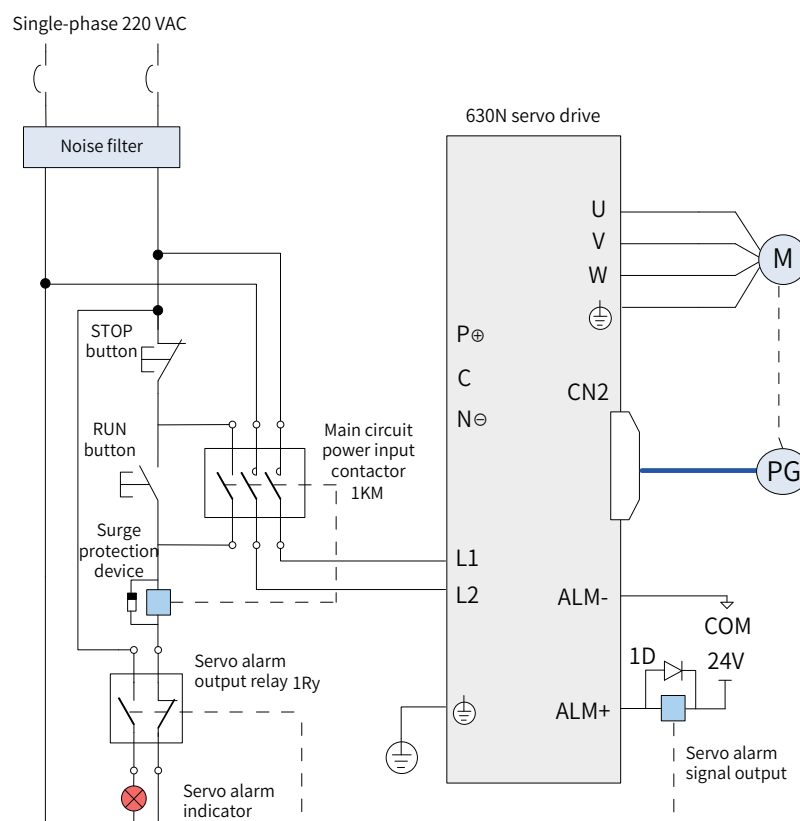 Single-phase 220 VAC
Noise filter
630N servo drive
U
V
W
M
STOP
button
P⊕
C
N⊖
CN2
RUN
button
Main circuit
power input
contactor
1KM
PG
Surge
protection
device
L1
L2
ALM-
COM
1D
24V
Servo alarm
output relay 1Ry
ALM+
Servo alarm
signal output
Servo alarm
indicator